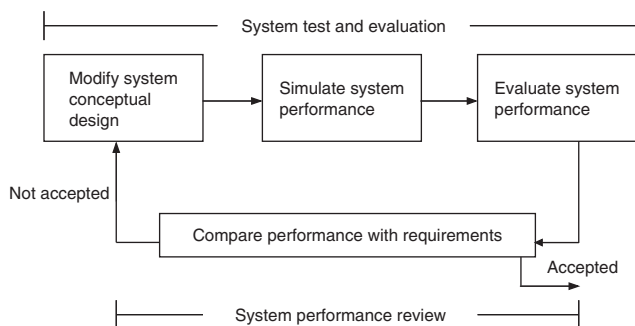 System test and evaluation
Modify system
conceptual
design
Simulate system
performance
Evaluate system
performance
Not accepted
Compare performance with requirements
Accepted
System performance review